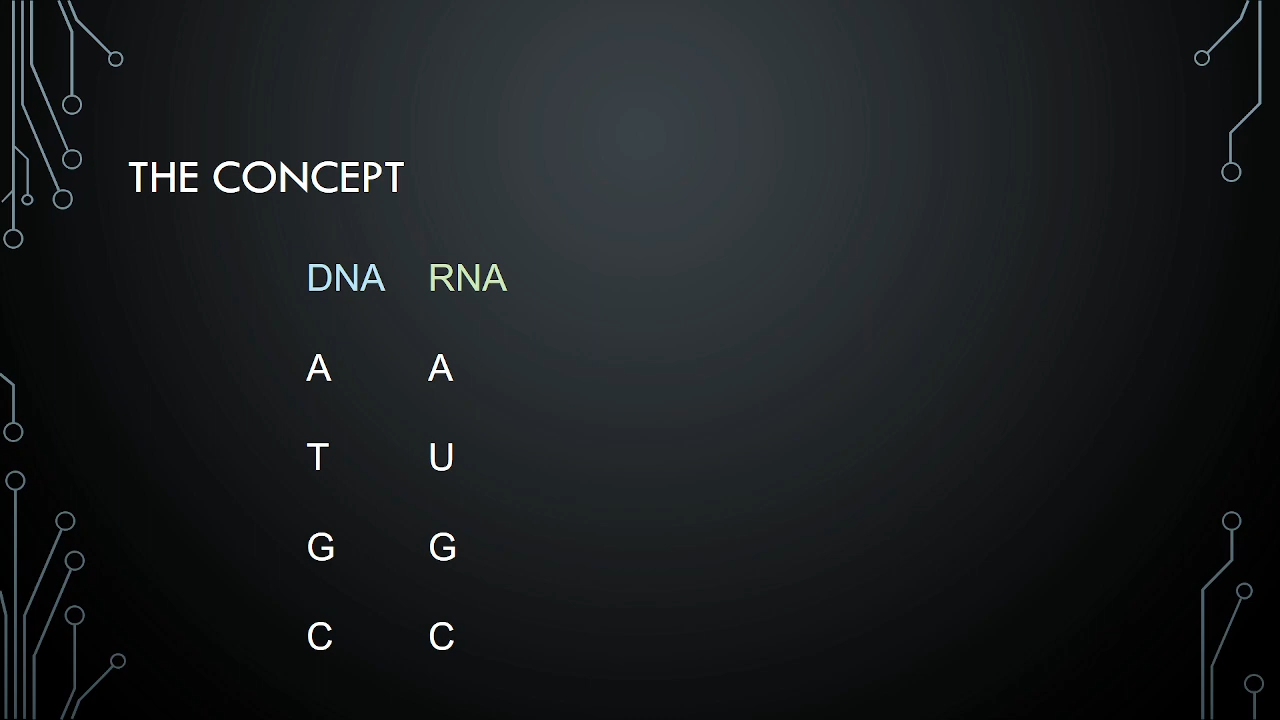 THE CONCEPT
DNA RNA
A A
T U
G G
C C